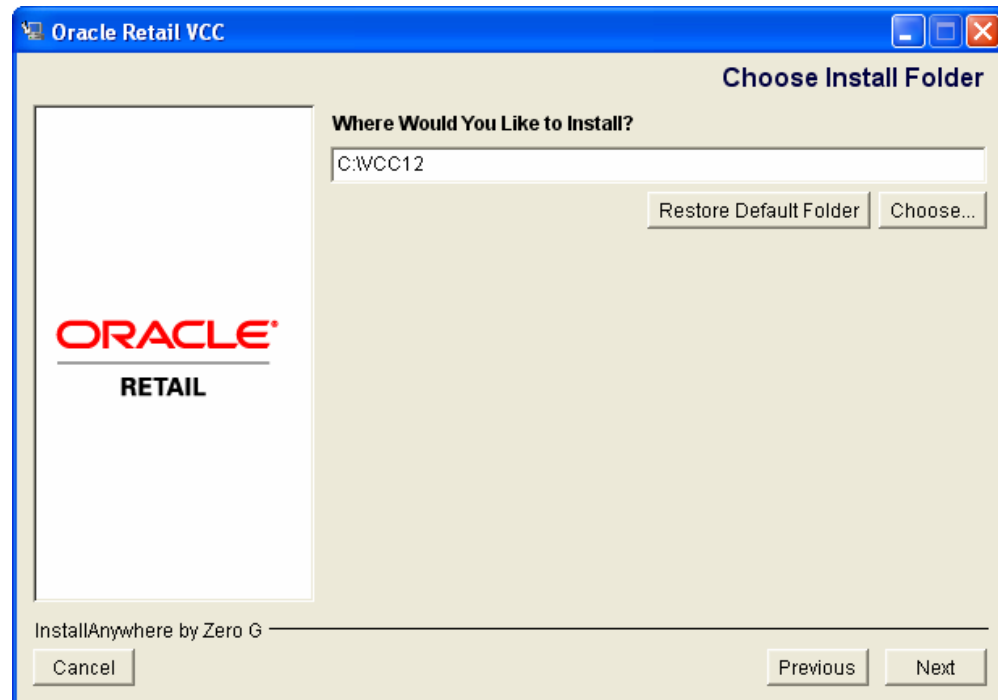 Oracle Retail VCC
Choose Install Folder
Where Would You Like to Install?
C:\VCC12
Restore Default Folder
Choose...
ORACLE
RETAIL
InstallAnywhere by Zero G
Cancel
Previous
Next